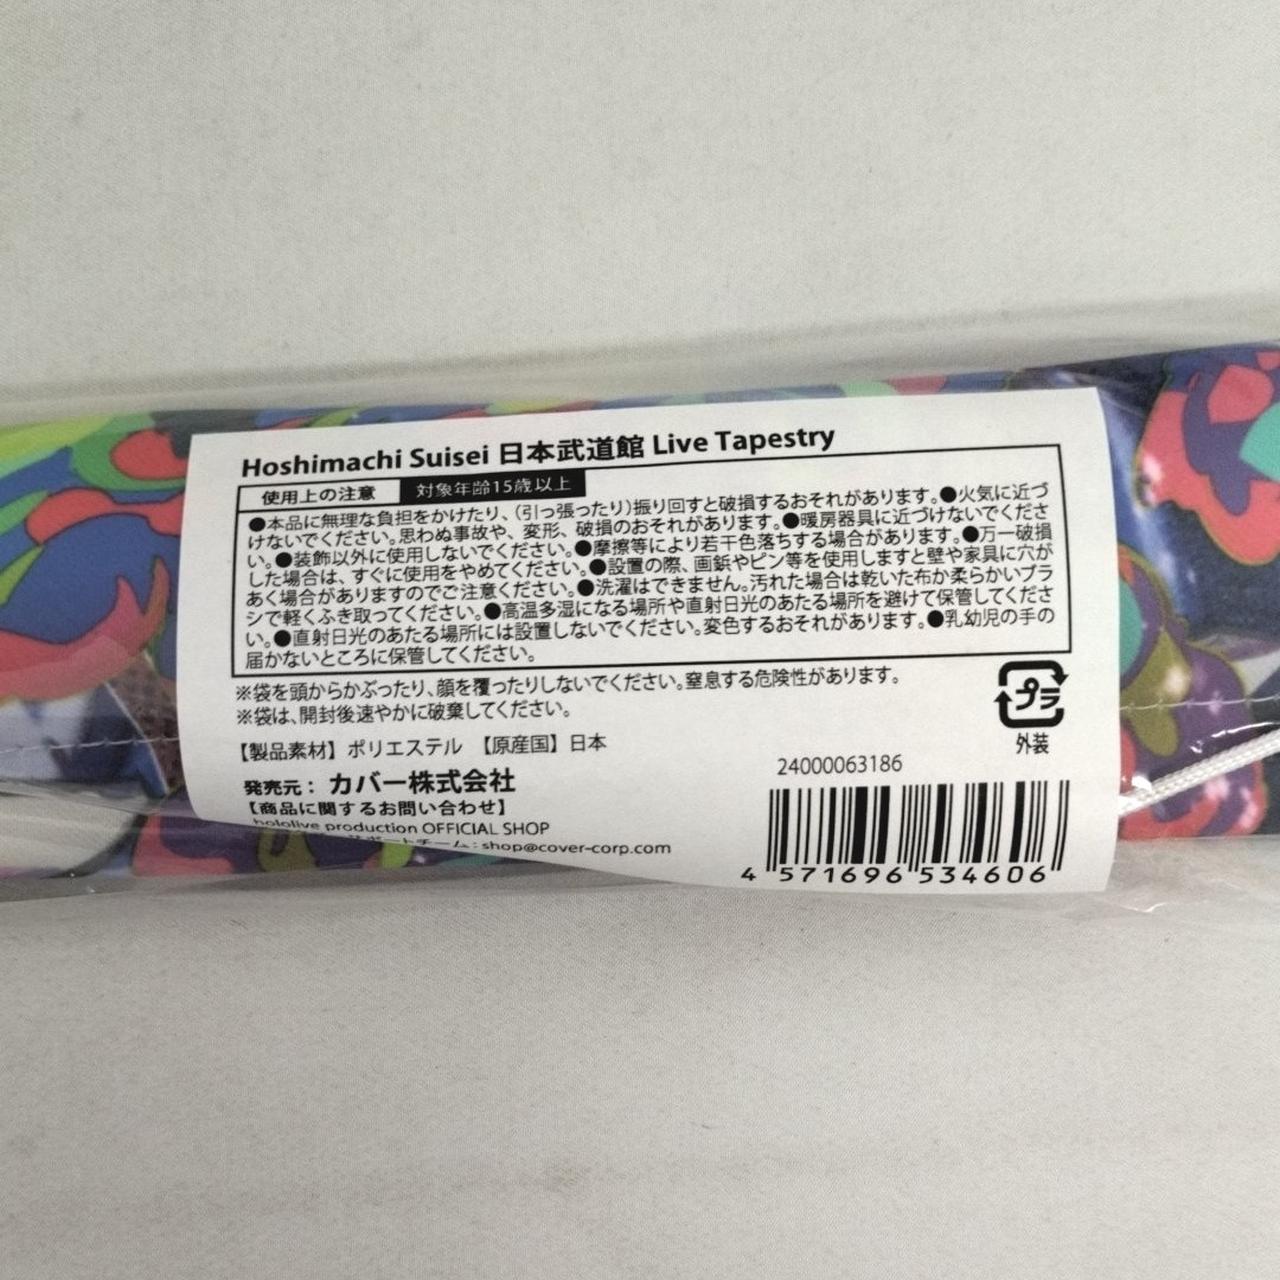 Hoshimachi Suisei 日本武道館 Live Tapestry
使用上の注意 対象年齢15歳以上
●本品に無理な負担をかけたり、(引っ張ったり)振り回すと破損するおそれがあります。●火気に近づ
けないでください。思わぬ事故や、変形、破損のおそれがあります。●暖房器具に近づけないでくださ
い。●装飾以外に使用しないでください。●摩擦等により若干色落ちする場合があります。●万一破損
した場合は、すぐに使用をやめてください。●設置の際、画鋲やピン等を使用しますと壁や家具に穴が
あく場合がありますのでご注意ください。●洗濯はできません。汚れた場合は乾いた布か柔らかいブラ
シで軽くふき取ってください。●高温多湿になる場所や直射日光のあたる場所を避けて保管してくださ
い。●直射日光のあたる場所には設置しないでください。変色するおそれがあります。●乳幼児の手の
届かないところに保管してください。
※袋を頭からかぶったり、顔を覆ったりしないでください。窒息する危険性があります。
※袋は、開封後速やかに破棄してください。
プラ
外装
【製品素材】ポリエステル 【原産国】日本
発売元：カバー株式会社
【商品に関するお問い合わせ】
hololive production OFFICIAL SHOP
サポートチーム：shop@cover-corp.com
24000063186
4 571696 534606